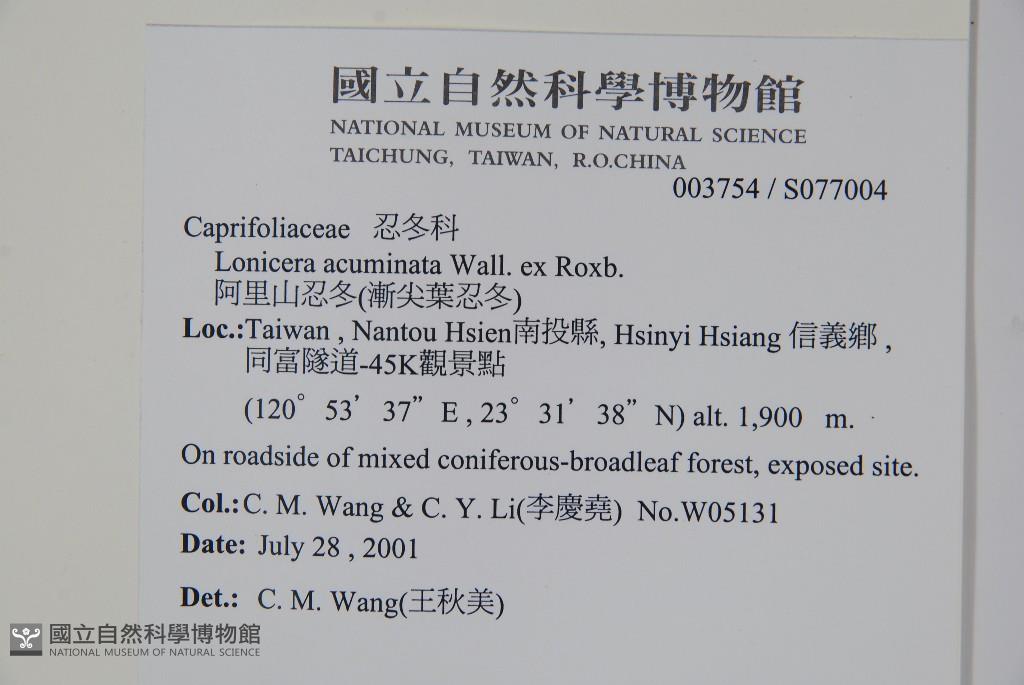 國立自然科學博物館
NATIONAL MUSEUM OF NATURAL SCIENCE
TAICHUNG, TAIWAN, R.O.CHINA
003754 / S077004
Caprifoliaceae 忍冬科
Lonicera acuminata Wall. ex Roxb.
阿里山忍冬(漸尖葉忍冬)
Loc.:Taiwan , Nantou Hsien南投縣, Hsinyi Hsiang 信義鄉 ,
同富隧道-45K觀景點
(120° 53’ 37” E , 23° 31’ 38” N) alt. 1,900 m.
On roadside of mixed coniferous-broadleaf forest, exposed site.
Col.:C. M. Wang & C. Y. Li(李慶堯) No.W05131
Date: July 28 , 2001
Det.: C. M. Wang(王秋美)
國立自然科學博物館
NATIONAL MUSEUM OF NATURAL SCIENCE